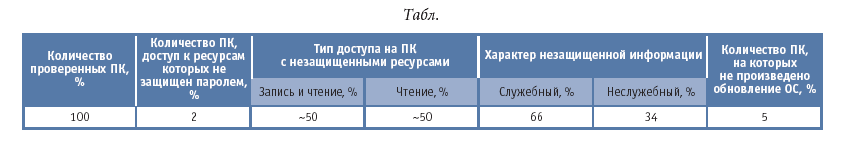 Табл.
Количество
проверенных ПК,
%
Количество ПК,
доступ к ресурсам
которых не
защищен паролем,
%
Тип доступа на ПК
с незащищенными ресурсами
Запись и чтение, %
Чтение, %
Характер незащищенной информации
Служебный, %
Неслужебный, %
Количество ПК,
на которых
не произведено
обновление ОС, %
100
2
~50
~50
66
34
5